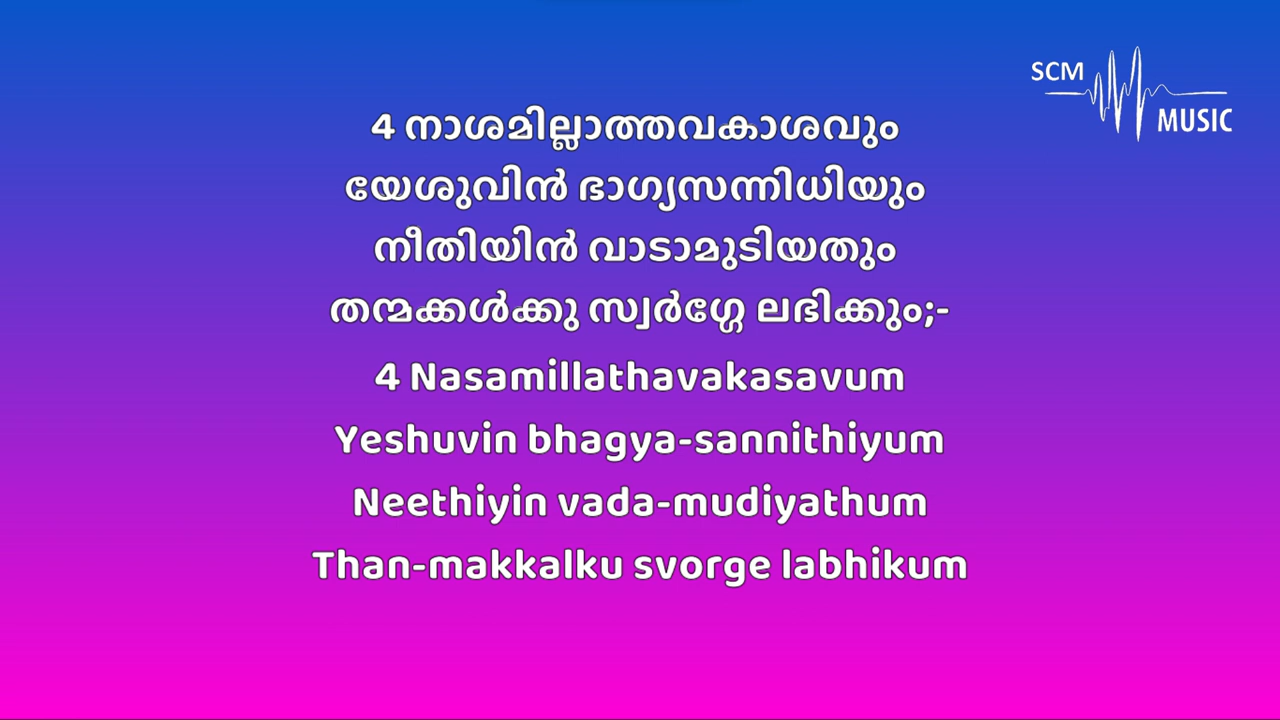 SCM
MUSIC
4 നാശമില്ലാത്തവകാശവും
യേശുവിൻ ഭാഗ്യസന്നിധിയും
നീതിയിൻ വാടാമുടിയതും
തന്മക്കൾക്കു സ്വർഗ്ഗേ ലഭിക്കും;-
4 Nasamillathavakasavum
Yeshuvin bhagya-sannithiyum
Neethiyin vada-mudiyathum
Than-makkalku svorge labhikum